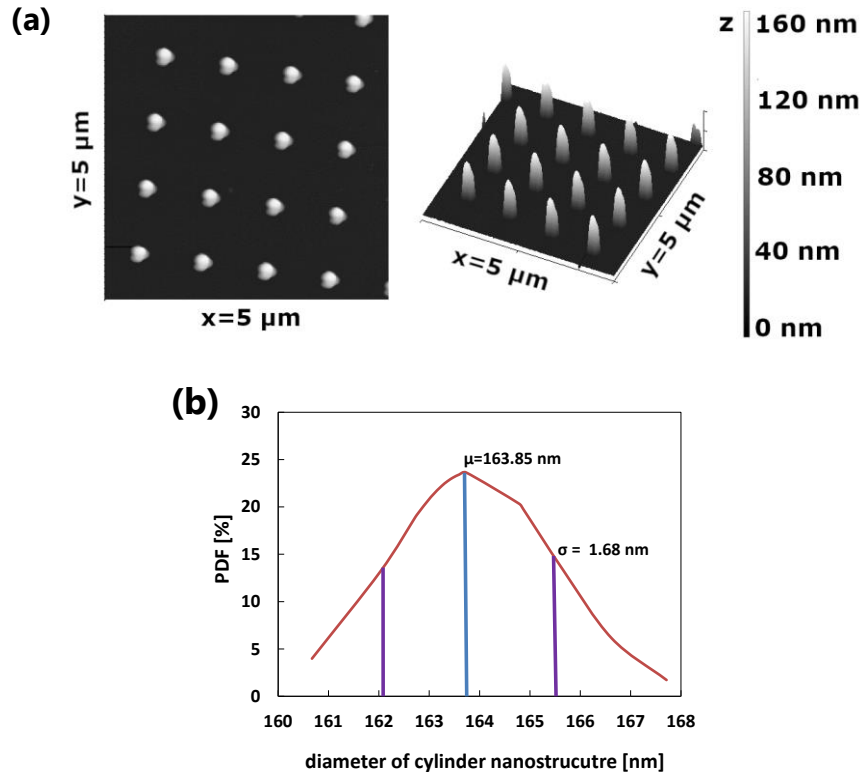 (a)
y=5 µm
x=5 µm
x=5 µm
y=5 µm
z
160 nm
120 nm
80 nm
40 nm
0 nm
(b)
30
25
20
15
10
5
0
PDF [%]
µ=163.85 nm
σ = 1.68 nm
160 161 162 163 164 165 166 167 168
diameter of cylinder nanostrucutre [nm]